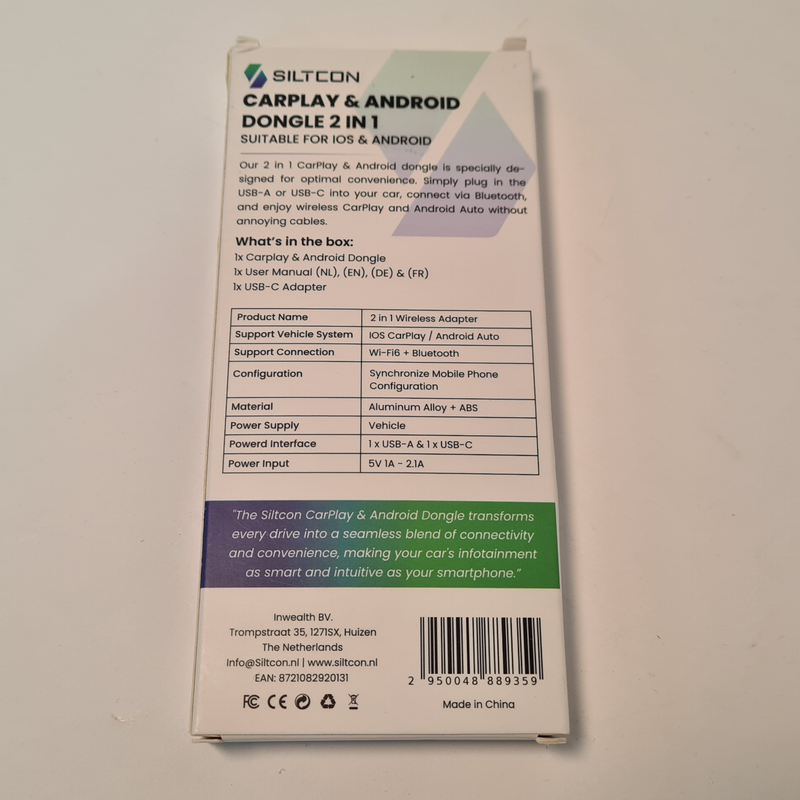 SILTCON
CARPLAY & ANDROID
DONGLE 2 IN 1
SUITABLE FOR IOS & ANDROID
Our 2 in 1 CarPlay & Android dongle is specially de-
signed for optimal convenience. Simply plug in the
USB-A or USB-C into your car, connect via Bluetooth,
and enjoy wireless CarPlay and Android Auto without
annoying cables.
What's in the box:
1x Carplay & Android Dongle
1x User Manual (NL), (EN), (DE) & (FR)
1x USB-C Adapter
Product Name 2 in 1 Wireless Adapter
Support Vehicle System IOS CarPlay / Android Auto
Support Connection Wi-Fi6 + Bluetooth
Configuration Synchronize Mobile Phone
Configuration
Material Aluminum Alloy + ABS
Power Supply Vehicle
Powerd Interface 1 x USB-A & 1 x USB-C
Power Input 5V 1A - 2.1A
"The Siltcon CarPlay & Android Dongle transforms
every drive into a seamless blend of connectivity
and convenience, making your car's infotainment
as smart and intuitive as your smartphone."
Inwealth BV.
Trompstraat 35, 1271SX, Huizen
The Netherlands
Info@Siltcon.nl | www.siltcon.nl
EAN: 8721082920131
FC CE
2 950048 889359
Made in China